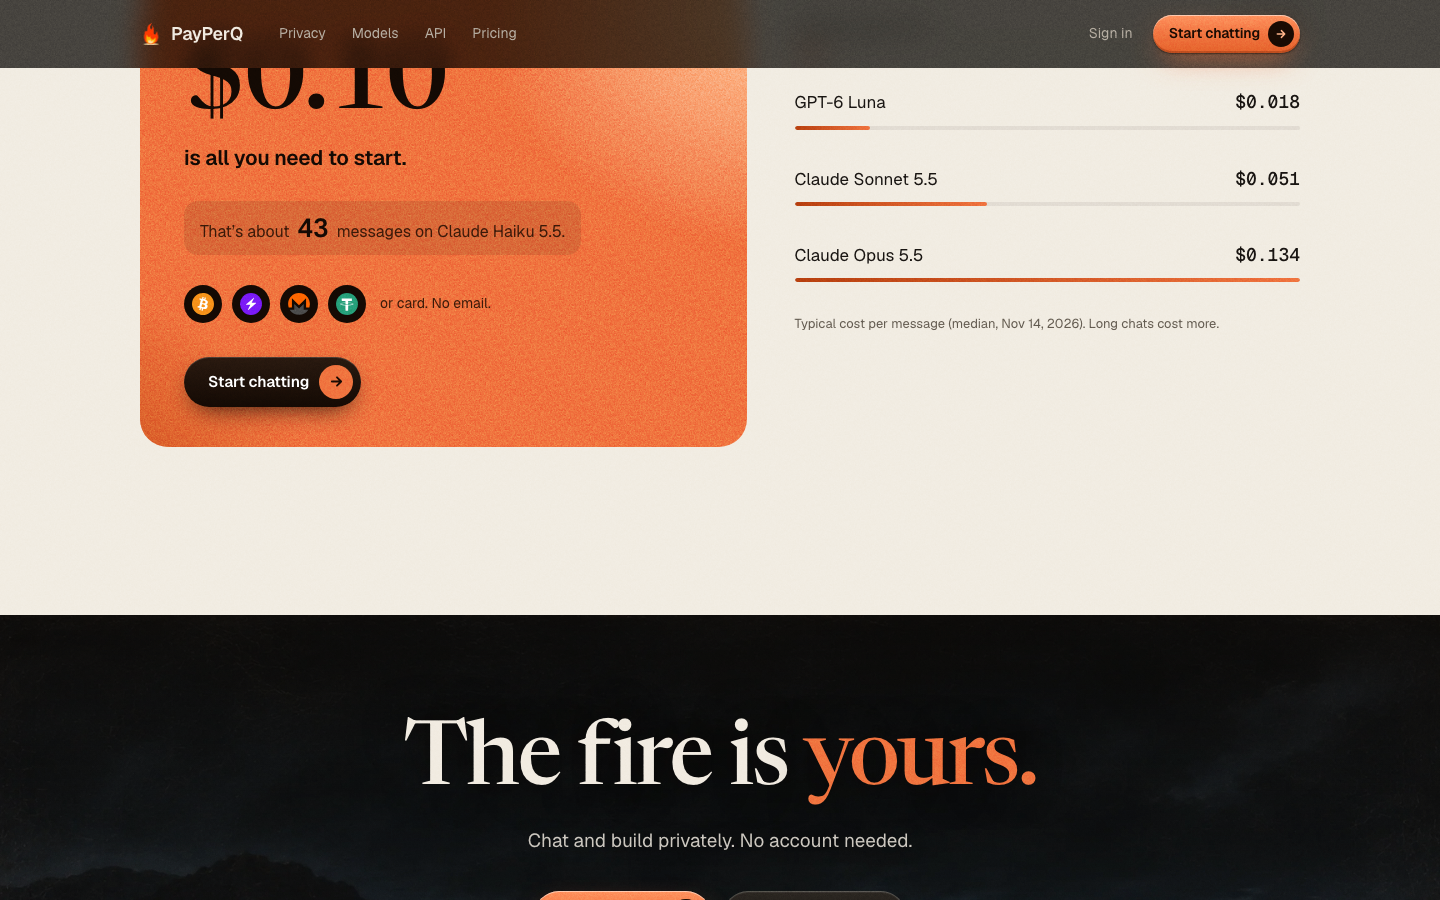 PayPerQ
Privacy
Models
API
Pricing
Sign in
Start chatting
$0.10
is all you need to start.
That's about 43 messages on Claude Haiku 5.5.
or card. No email.
Start chatting
GPT-6 Luna
$0.018
Claude Sonnet 5.5
$0.051
Claude Opus 5.5
$0.134
Typical cost per message (median, Nov 14, 2026). Long chats cost more.
The fire is yours.
Chat and build privately. No account needed.